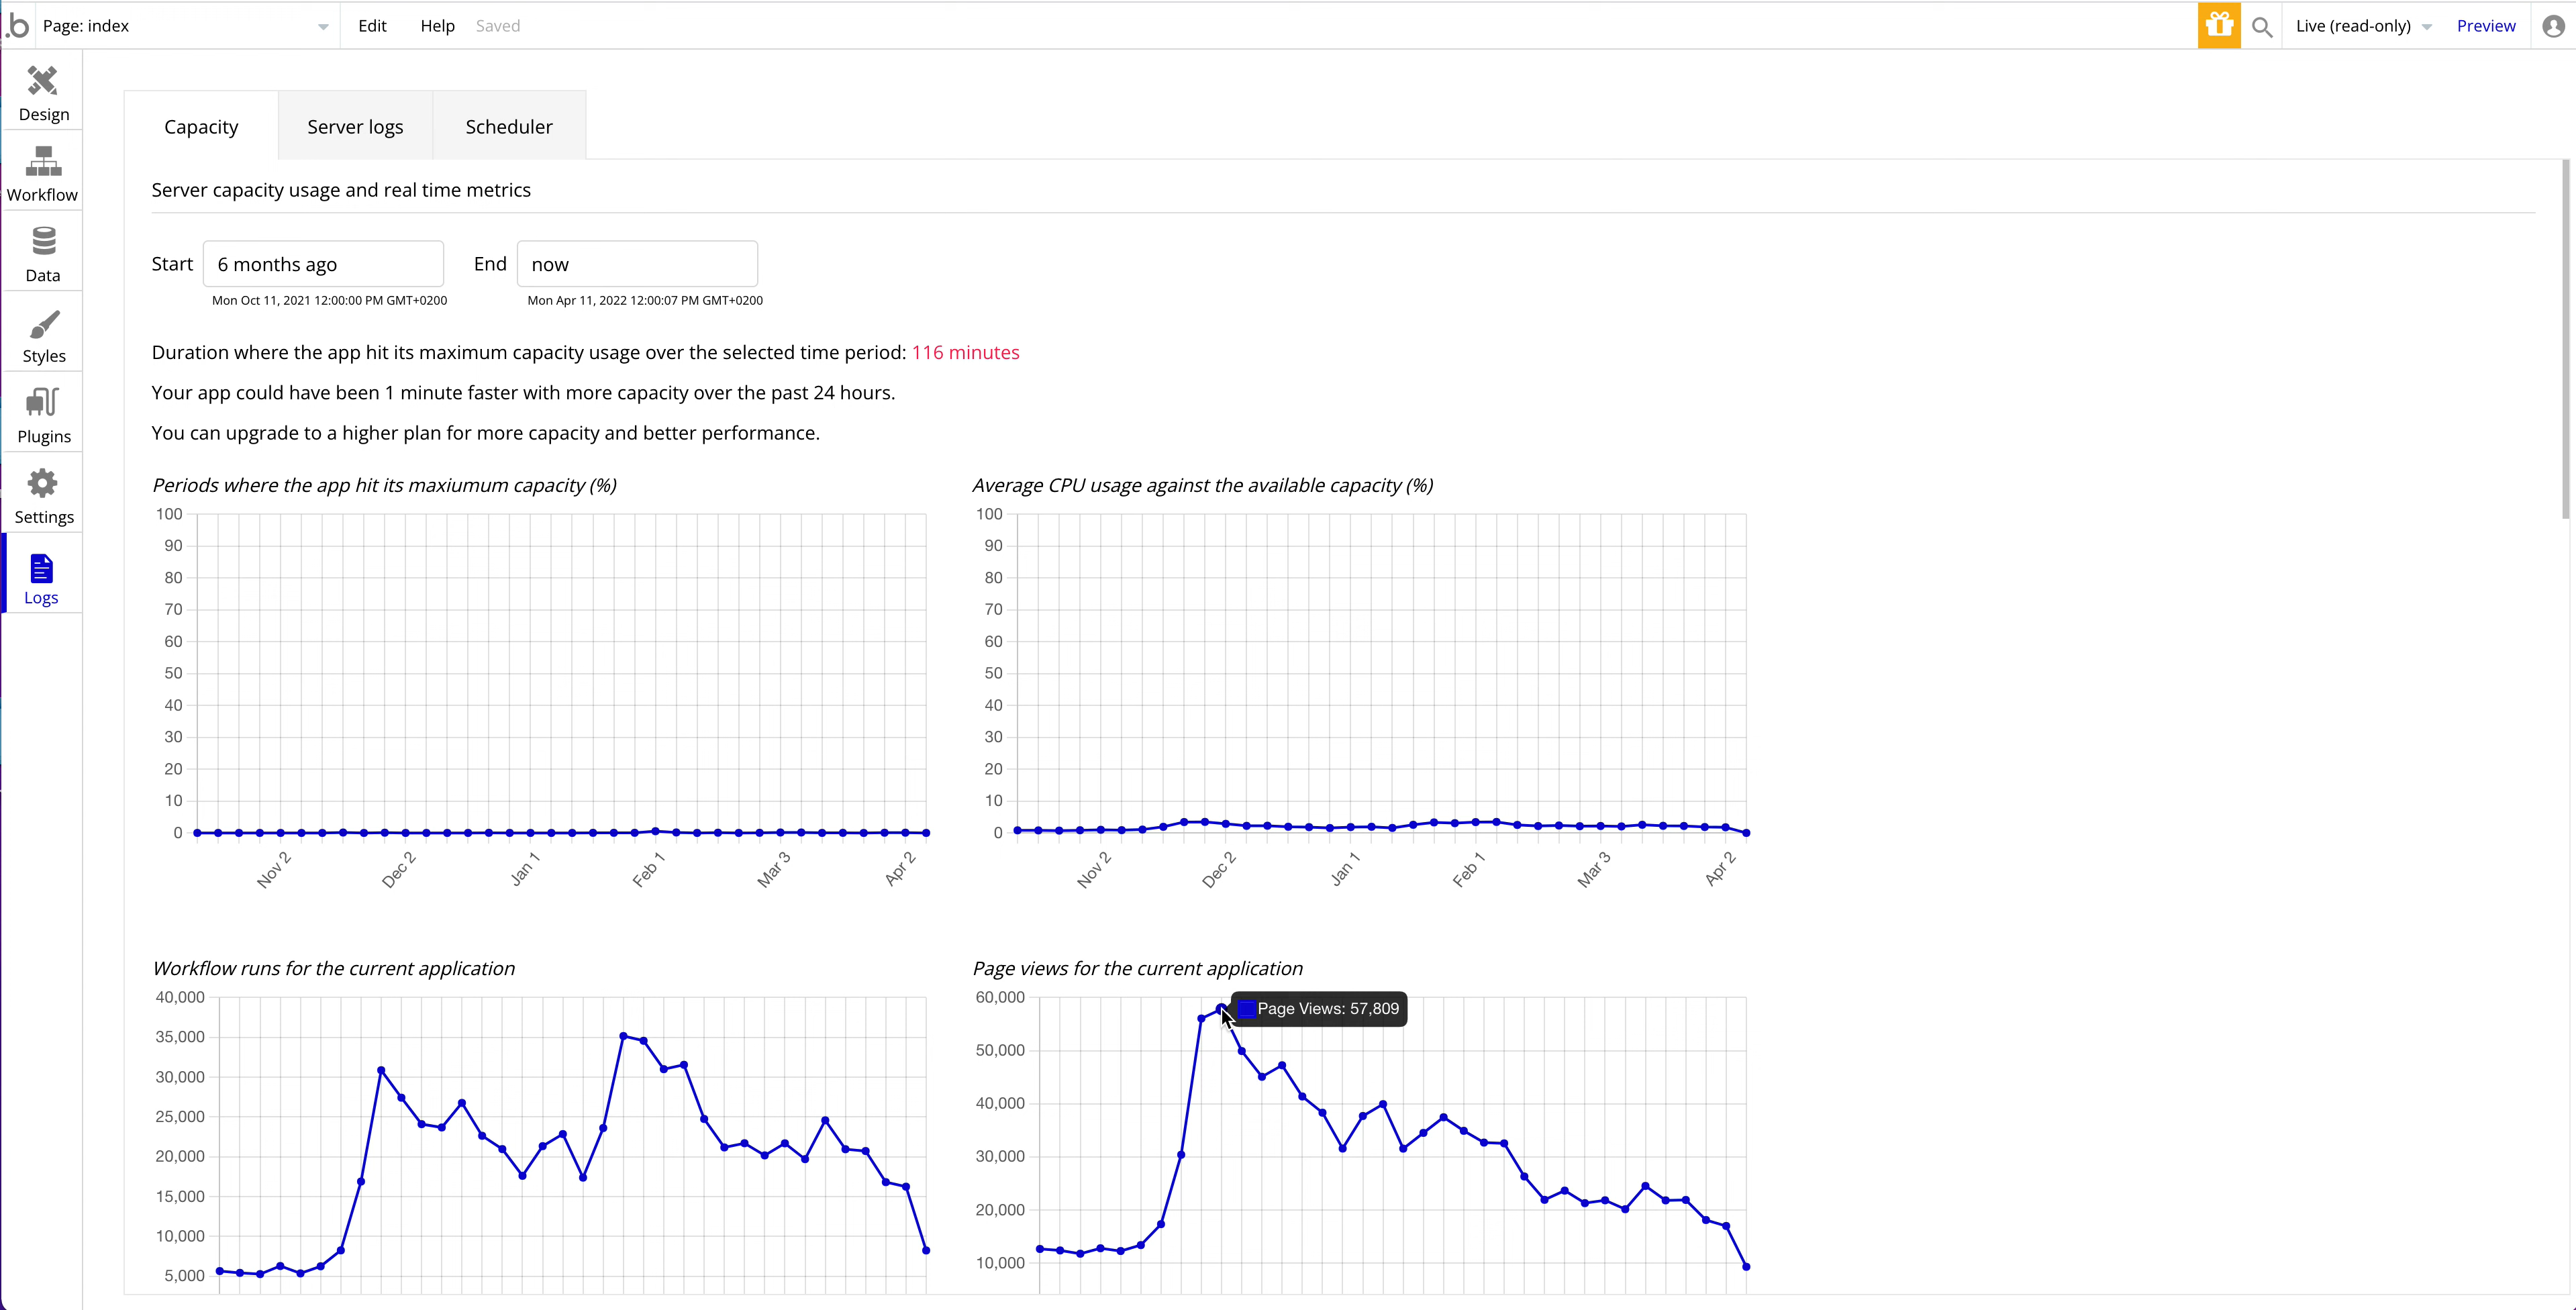 .b Page: index Edit Help Saved Live (read-only) Preview
Design
Workflow
Data
Styles
Plugins
Settings
Logs
Capacity Server logs Scheduler
Server capacity usage and real time metrics
Start 6 months ago End now
Mon Oct 11, 2021 12:00:00 PM GMT+0200 Mon Apr 11, 2022 12:00:07 PM GMT+0200
Duration where the app hit its maximum capacity usage over the selected time period: 116 minutes
Your app could have been 1 minute faster with more capacity over the past 24 hours.
You can upgrade to a higher plan for more capacity and better performance.
Periods where the app hit its maxiumum capacity (%)
100
90
80
70
60
50
40
30
20
10
0
Nov 2 Dec 2 Jan 1 Feb 1 Mar 3 Apr 2
Average CPU usage against the available capacity (%)
100
90
80
70
60
50
40
30
20
10
0
Nov 2 Dec 2 Jan 1 Feb 1 Mar 3 Apr 2
Workflow runs for the current application
40,000
35,000
30,000
25,000
20,000
15,000
10,000
5,000
Page views for the current application
60,000
50,000
40,000
30,000
20,000
10,000
Page Views: 57,809